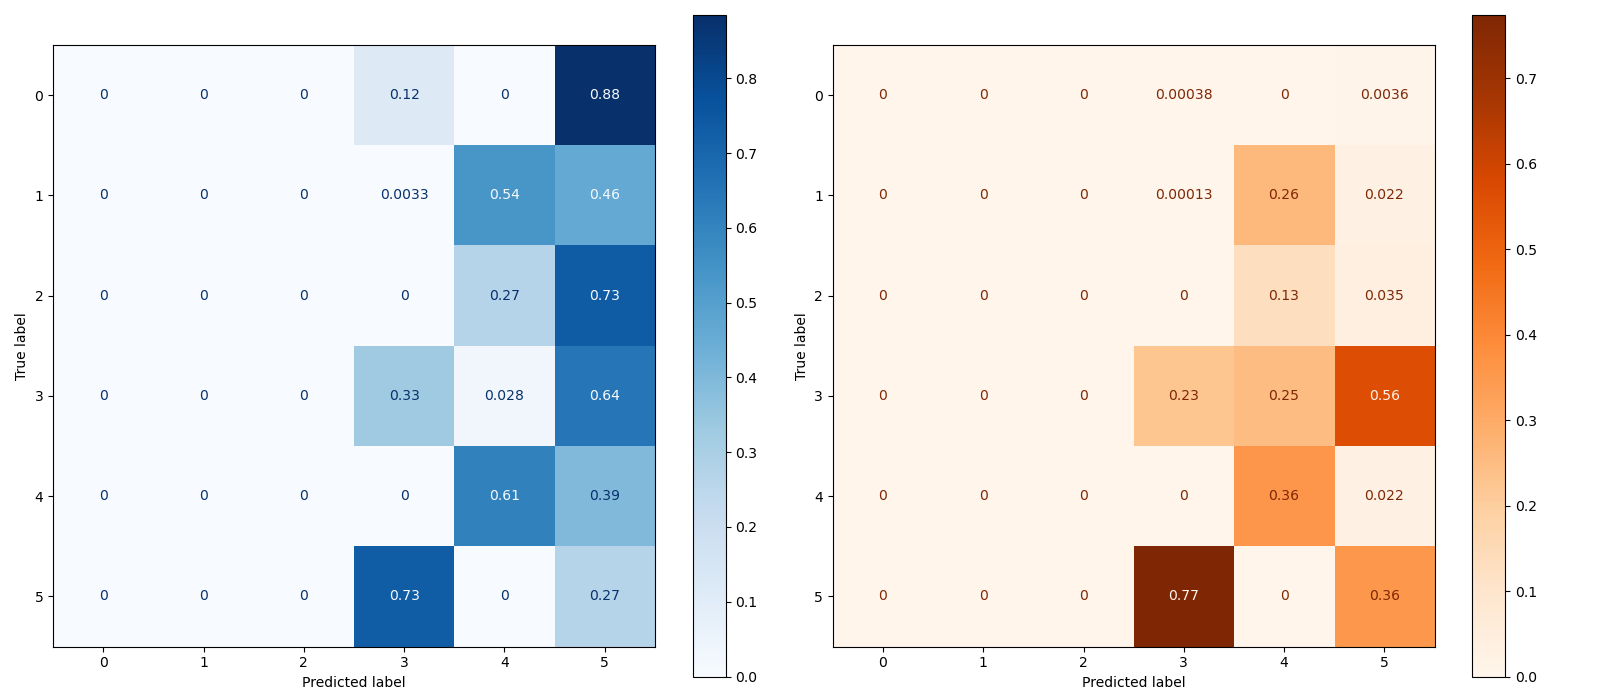 0 0 0 0 0.12 0 0.88
1 0 0 0 0.0033 0.54 0.46
2 0 0 0 0 0.27 0.73
3 0 0 0 0.33 0.028 0.64
4 0 0 0 0 0.61 0.39
5 0 0 0 0.73 0 0.27
0 1 2 3 4 5
True label
Predicted label
0.8
0.7
0.6
0.5
0.4
0.3
0.2
0.1
0.0
0 0 0 0 0.00038 0 0.0036
1 0 0 0 0.00013 0.26 0.022
2 0 0 0 0 0.13 0.035
3 0 0 0 0.23 0.25 0.56
4 0 0 0 0 0.36 0.022
5 0 0 0 0.77 0 0.36
0 1 2 3 4 5
True label
Predicted label
0.7
0.6
0.5
0.4
0.3
0.2
0.1
0.0